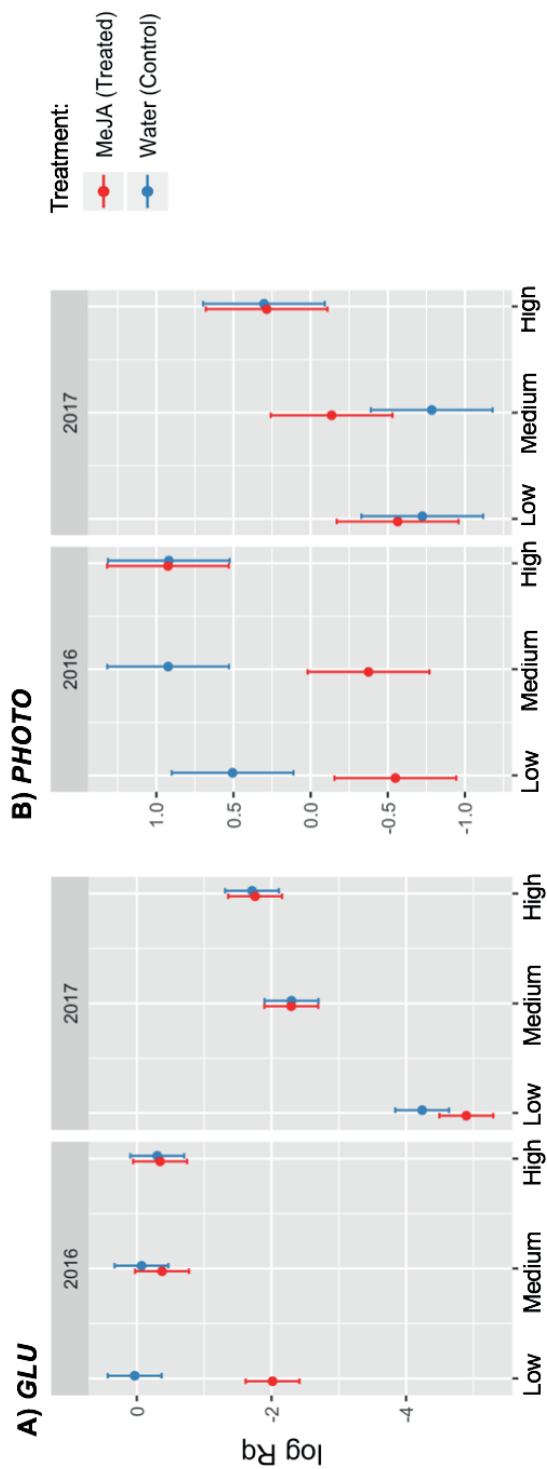 A) GLU
2016
2017
0
-2
-4
log Rq
Low
Medium
High
Low
Medium
High
B) PHOTO
2016
2017
1.0
0.5
0.0
-0.5
-1.0
Low
Medium
High
Low
Medium
High
Treatment:
MeJA (Treated)
Water (Control)